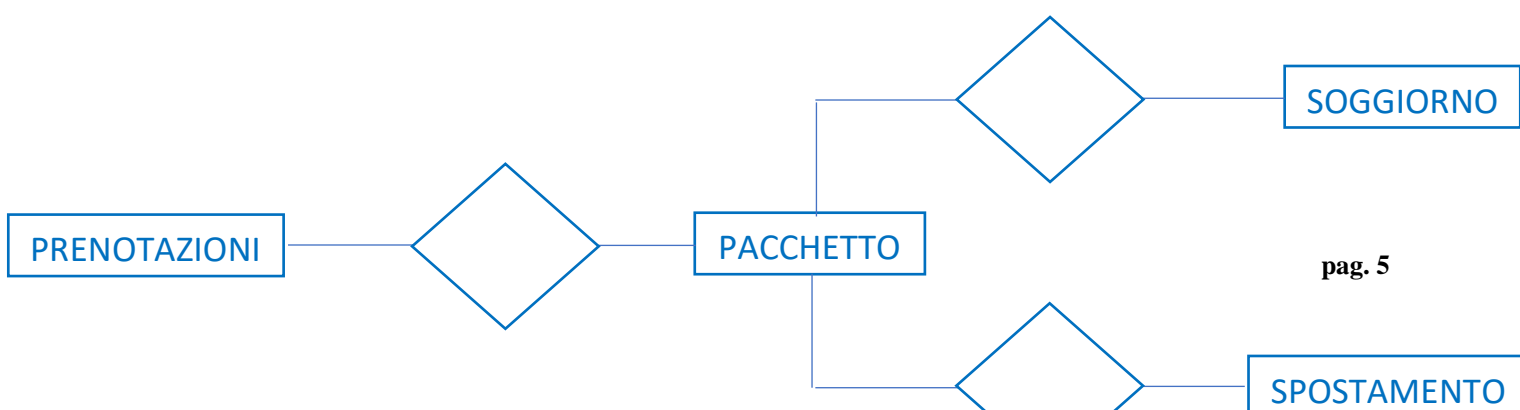 SOGGIORNO
PRENOTAZIONI
PACCHETTO
pag. 5
SPOSTAMENTO